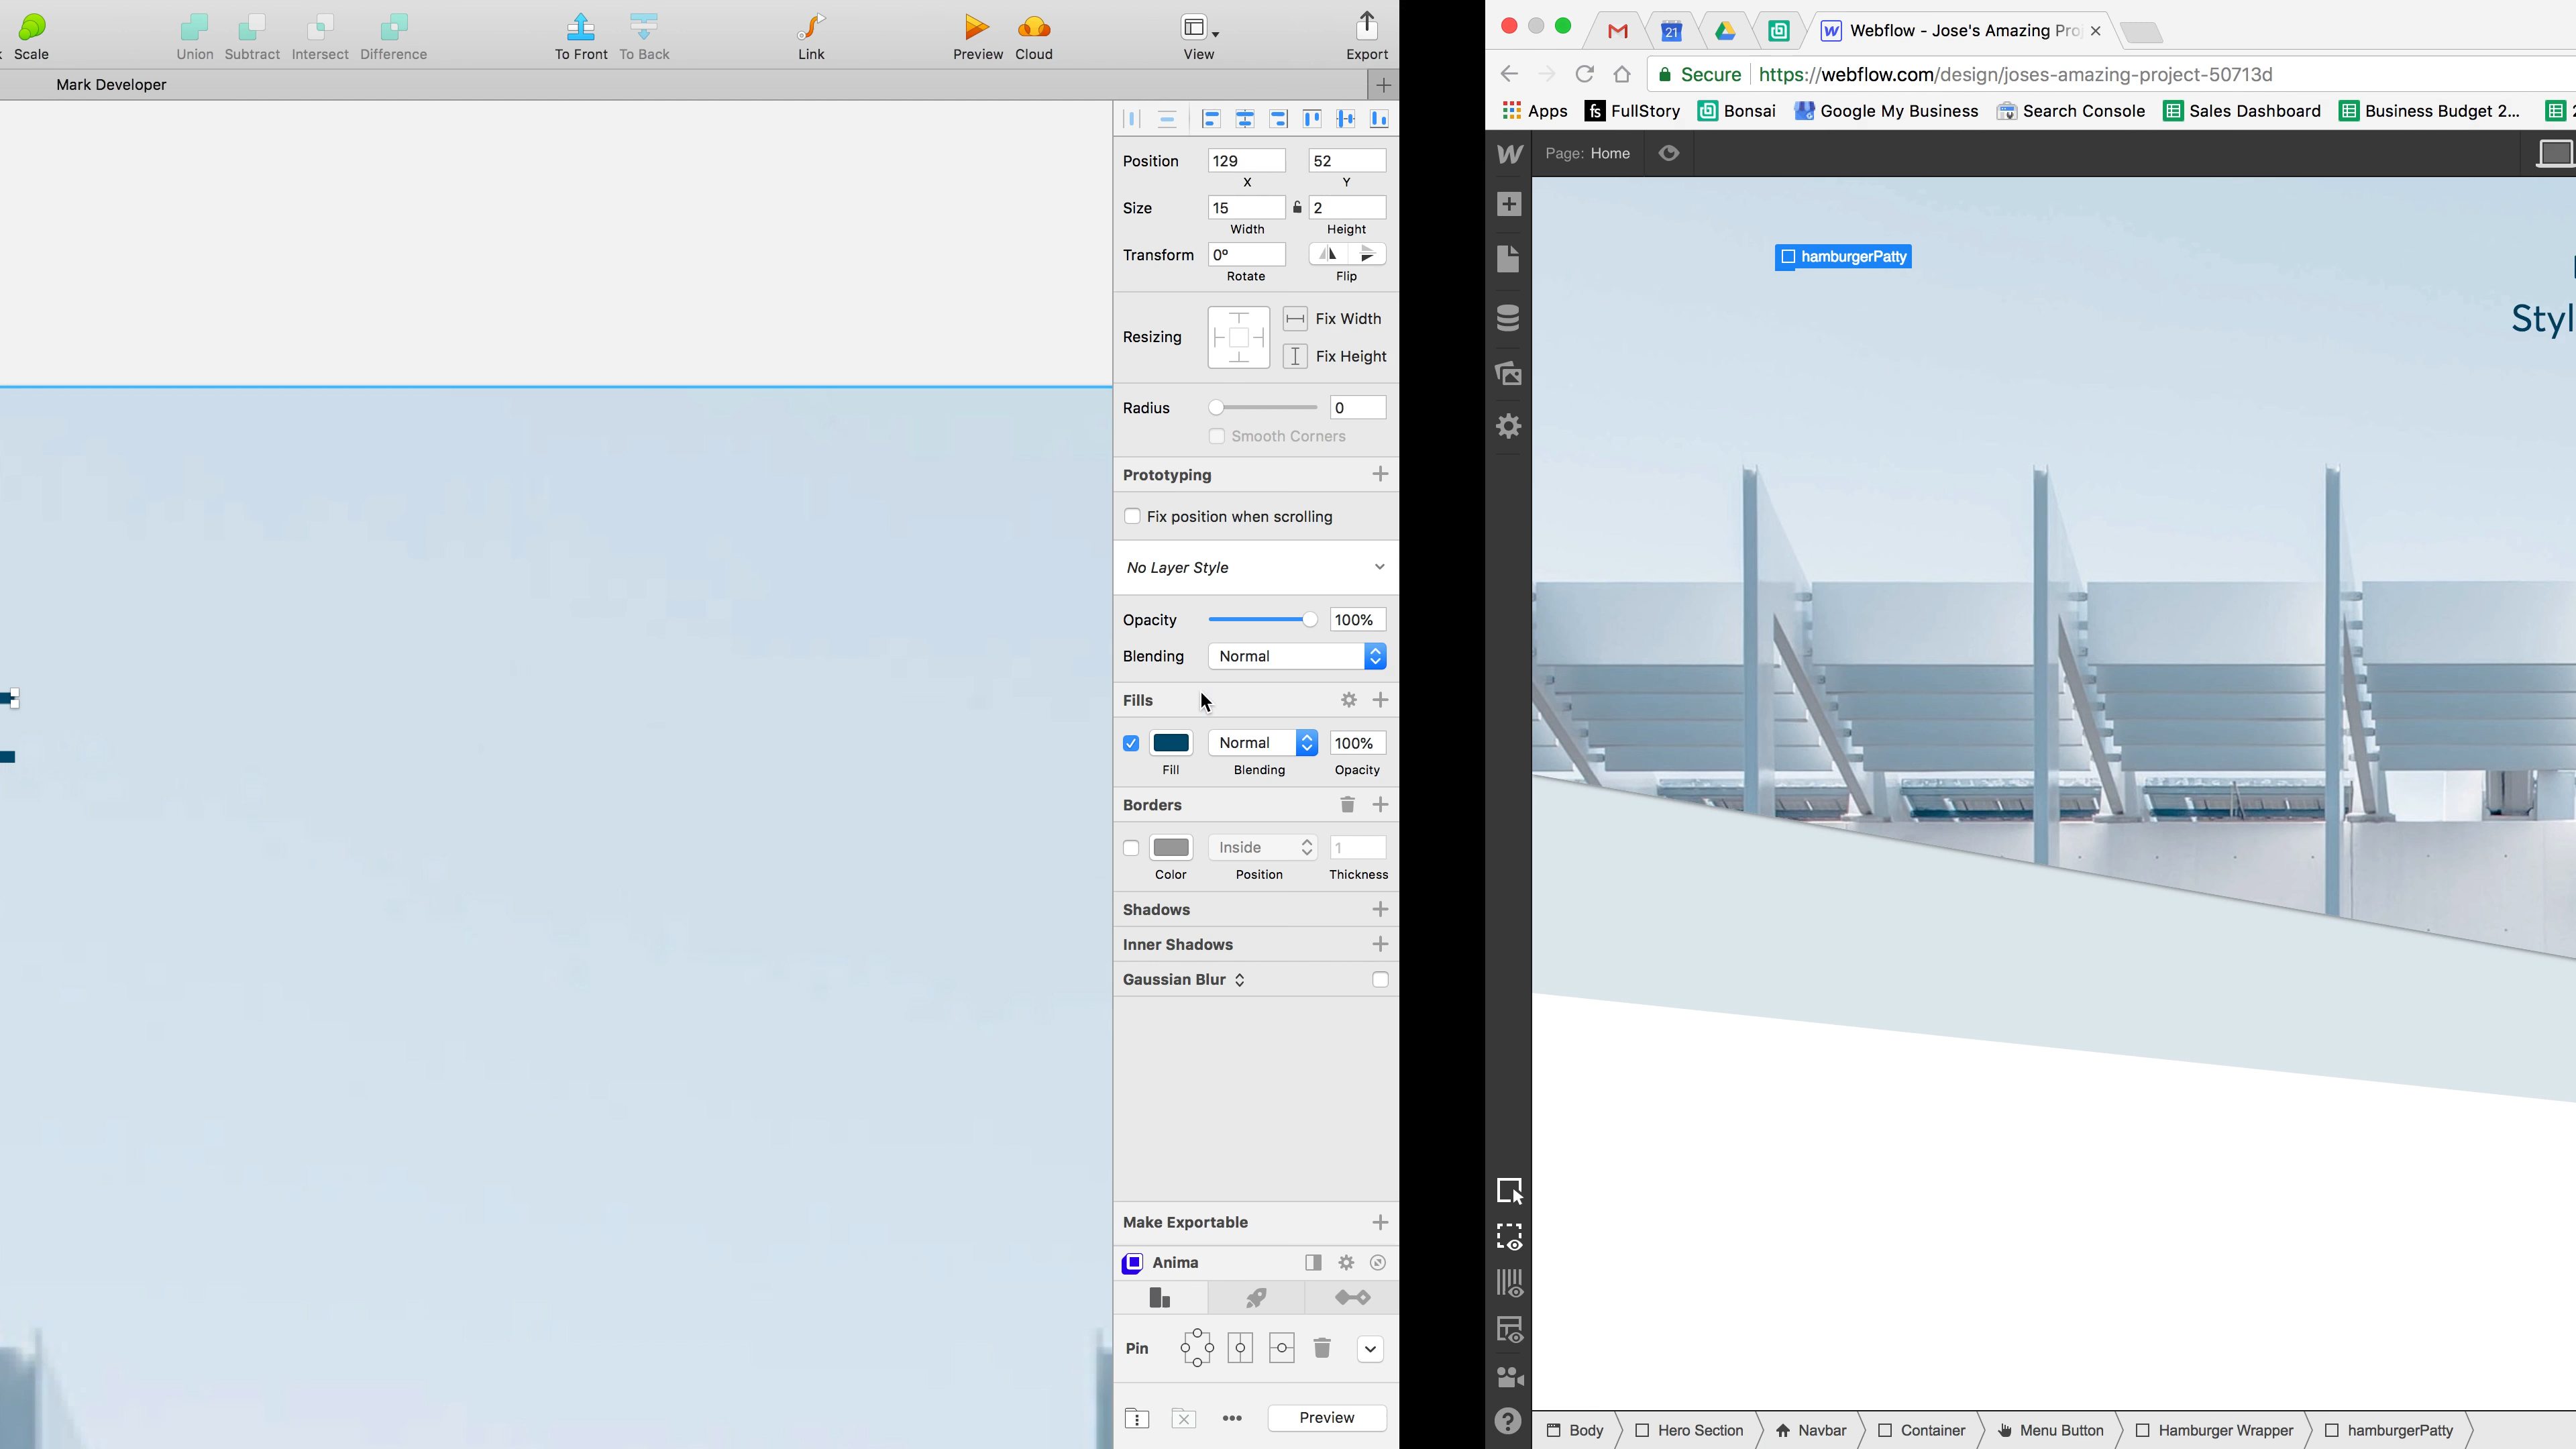 Scale
Union
Subtract
Intersect
Difference
To Front
To Back
Link
Preview
Cloud
View
Export
Mark Developer
Position
129
52
X
Y
Size
15
2
Width
Height
Transform
0º
Rotate
Flip
Resizing
Fix Width
Fix Height
Radius
0
Smooth Corners
Prototyping
Fix position when scrolling
No Layer Style
Opacity
100%
Blending
Normal
Fills
Normal
100%
Fill
Blending
Opacity
Borders
Inside
1
Color
Position
Thickness
Shadows
Inner Shadows
Gaussian Blur
Make Exportable
Anima
Pin
Preview
21
Webflow - Jose's Amazing Pro
Secure
https://webflow.com/design/joses-amazing-project-50713d
Apps
fs FullStory
Bonsai
Google My Business
Search Console
Sales Dashboard
Business Budget 2...
Page: Home
hamburgerPatty
Styl
Body
Hero Section
Navbar
Container
Menu Button
Hamburger Wrapper
hamburgerPatty